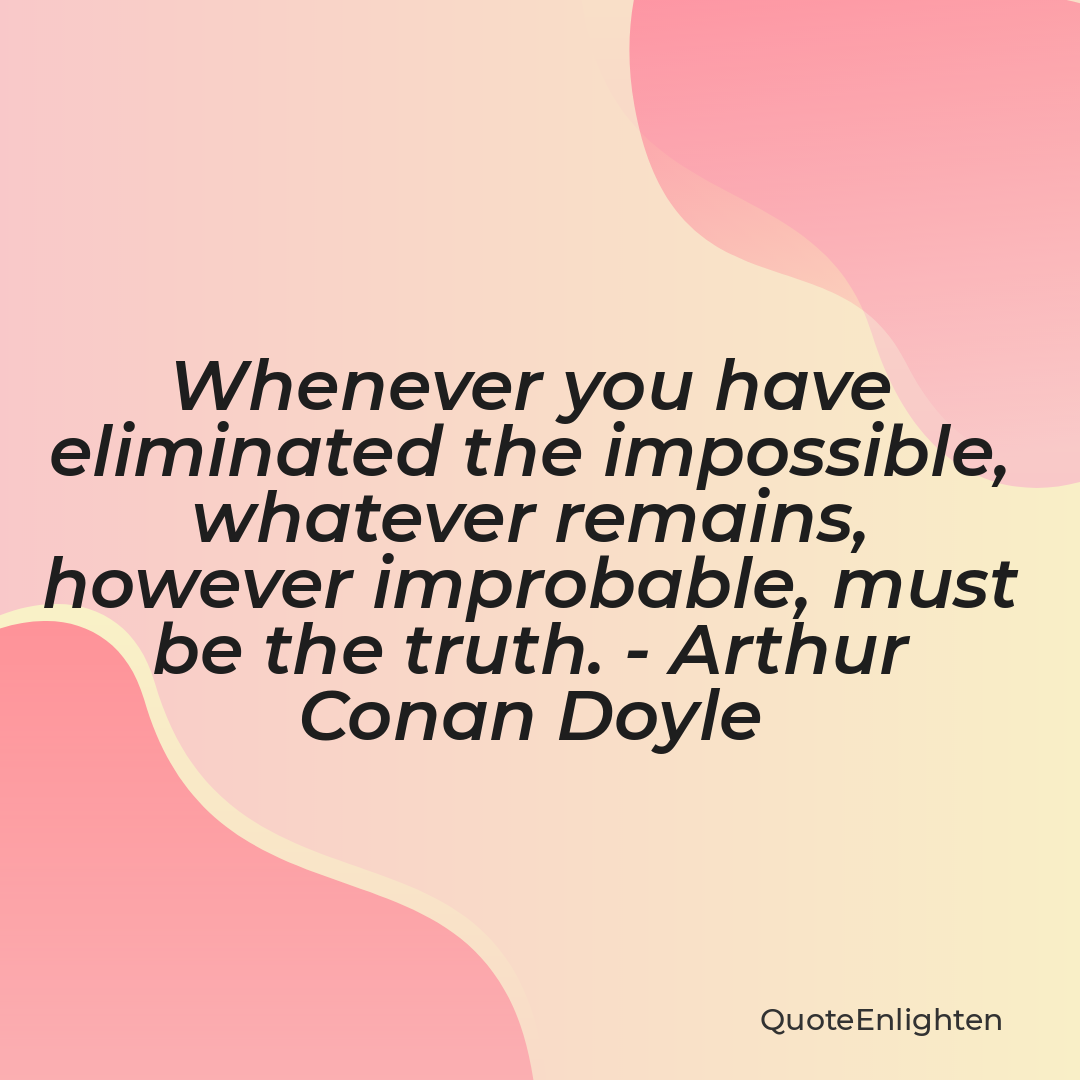 Whenever you have
eliminated the impossible,
whatever remains,
however improbable, must
be the truth. - Arthur
Conan Doyle
QuoteEnlighten